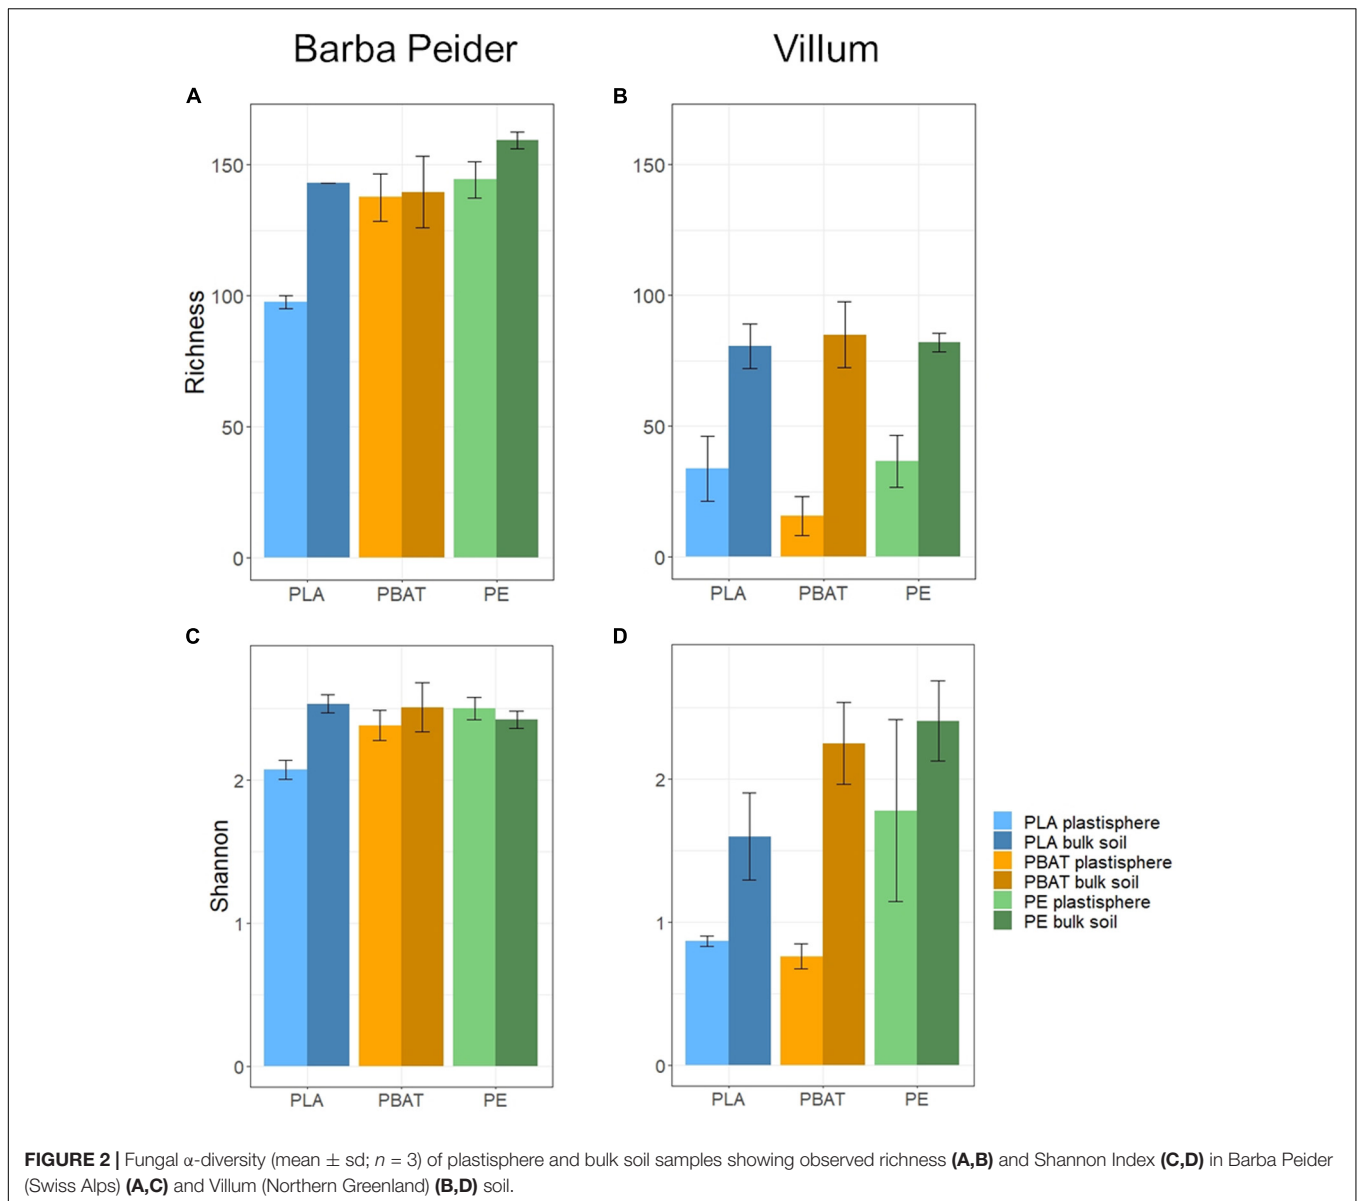 Barba Peider
Villum
A
B
Richness
150
100
50
0
PLA PBAT PE
150
100
50
0
PLA PBAT PE
C
D
Shannon
2
1
0
PLA PBAT PE
2
1
0
PLA PBAT PE
PLA plastisphere
PLA bulk soil
PBAT plastisphere
PBAT bulk soil
PE plastisphere
PE bulk soil
FIGURE 2 | Fungal α-diversity (mean ± sd; n = 3) of plastisphere and bulk soil samples showing observed richness (A,B) and Shannon Index (C,D) in Barba Peider
(Swiss Alps) (A,C) and Villum (Northern Greenland) (B,D) soil.